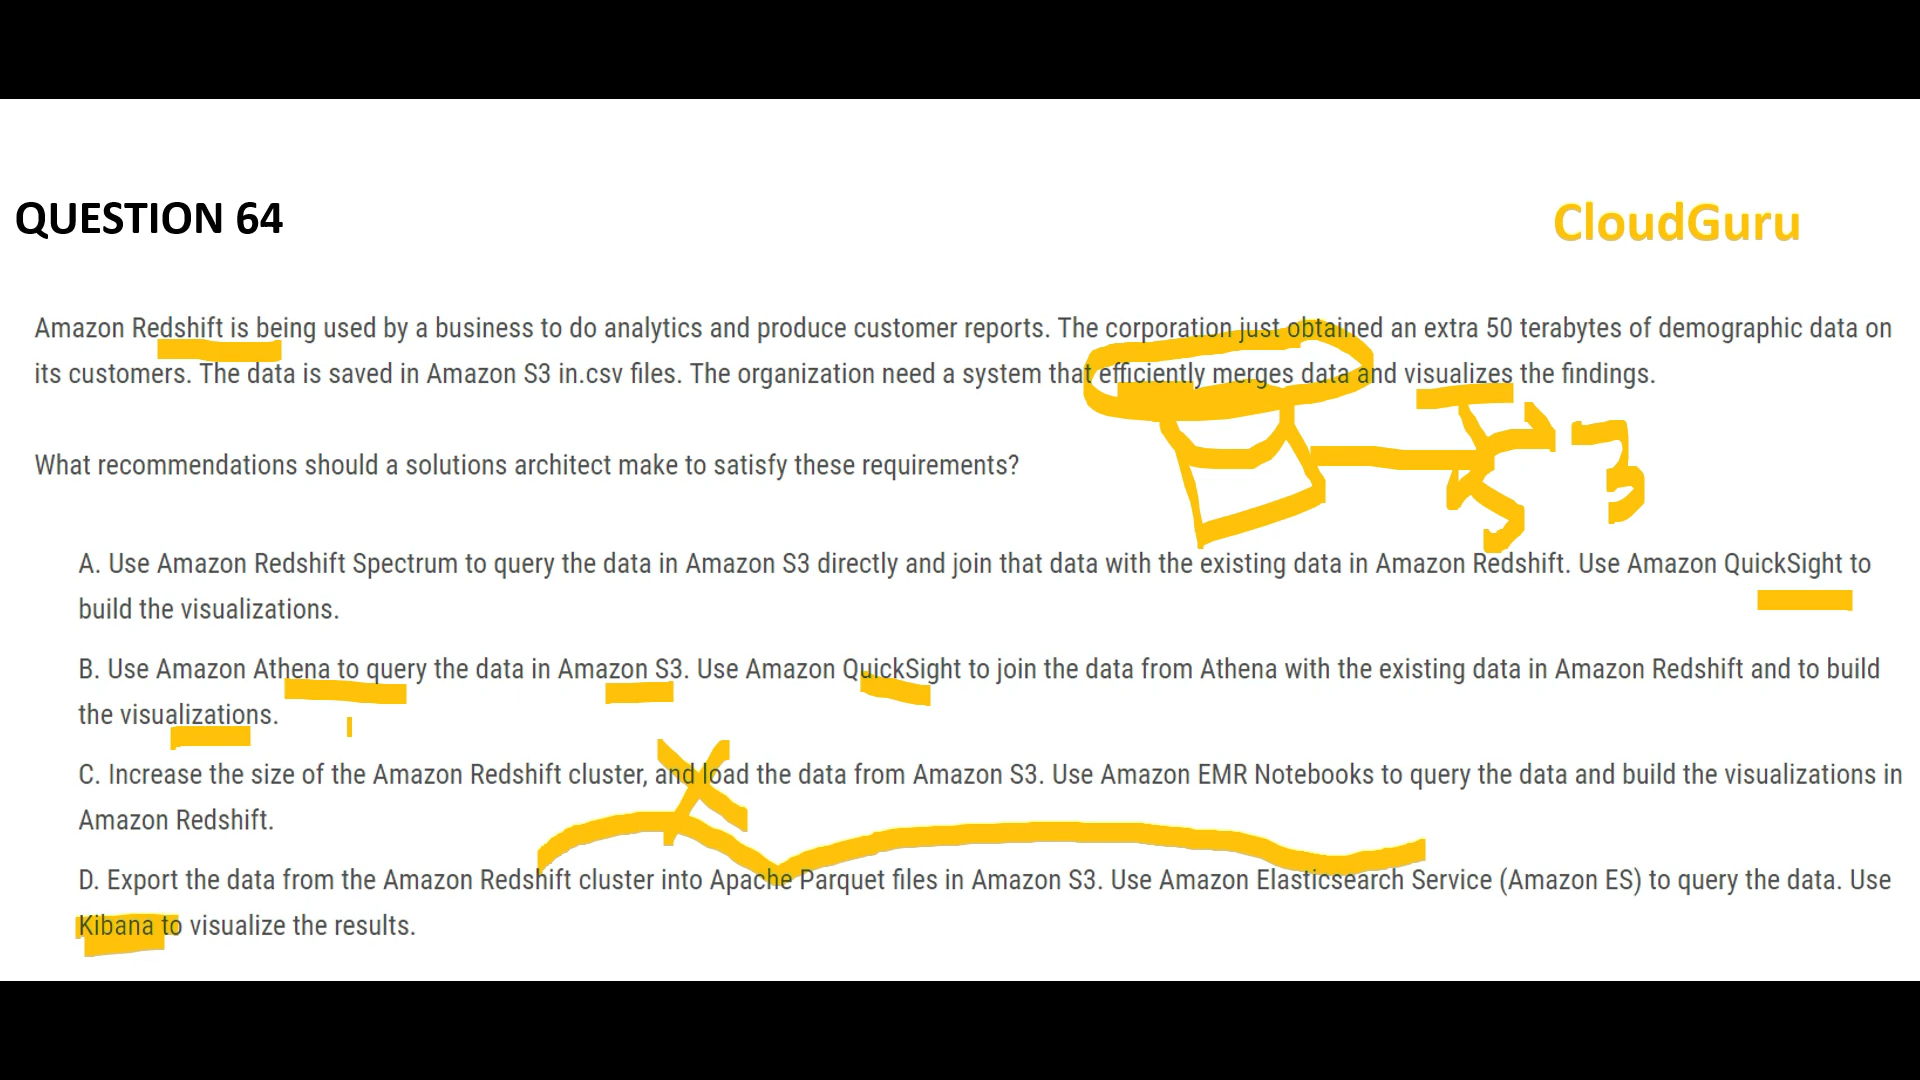 QUESTION 64
CloudGuru
Amazon Redshift is being used by a business to do analytics and produce customer reports. The corporation just obtained an extra 50 terabytes of demographic data on
its customers. The data is saved in Amazon S3 in.csv files. The organization need a system that efficiently merges data and visualizes the findings.
What recommendations should a solutions architect make to satisfy these requirements?
A. Use Amazon Redshift Spectrum to query the data in Amazon S3 directly and join that data with the existing data in Amazon Redshift. Use Amazon QuickSight to
build the visualizations.
B. Use Amazon Athena to query the data in Amazon S3. Use Amazon QuickSight to join the data from Athena with the existing data in Amazon Redshift and to build
the visualizations.
C. Increase the size of the Amazon Redshift cluster, and load the data from Amazon S3. Use Amazon EMR Notebooks to query the data and build the visualizations in
Amazon Redshift.
D. Export the data from the Amazon Redshift cluster into Apache Parquet files in Amazon S3. Use Amazon Elasticsearch Service (Amazon ES) to query the data. Use
Kibana to visualize the results.